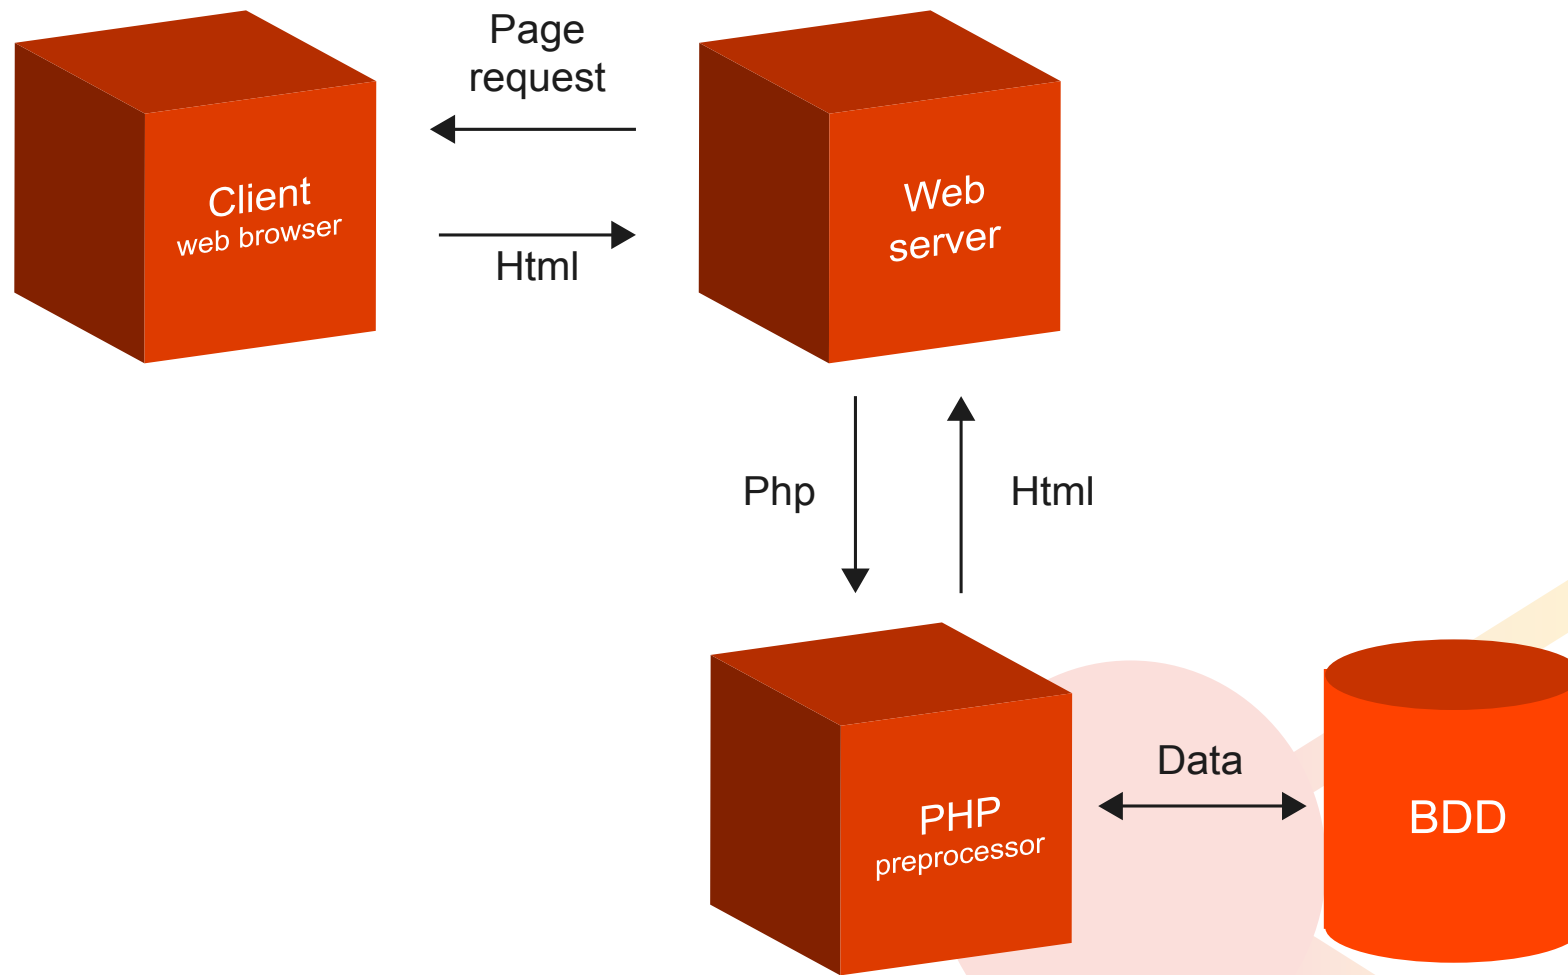 Page
request
Client
web browser
Web
server
Html
Php
Html
PHP
preprocessor
Data
BDD